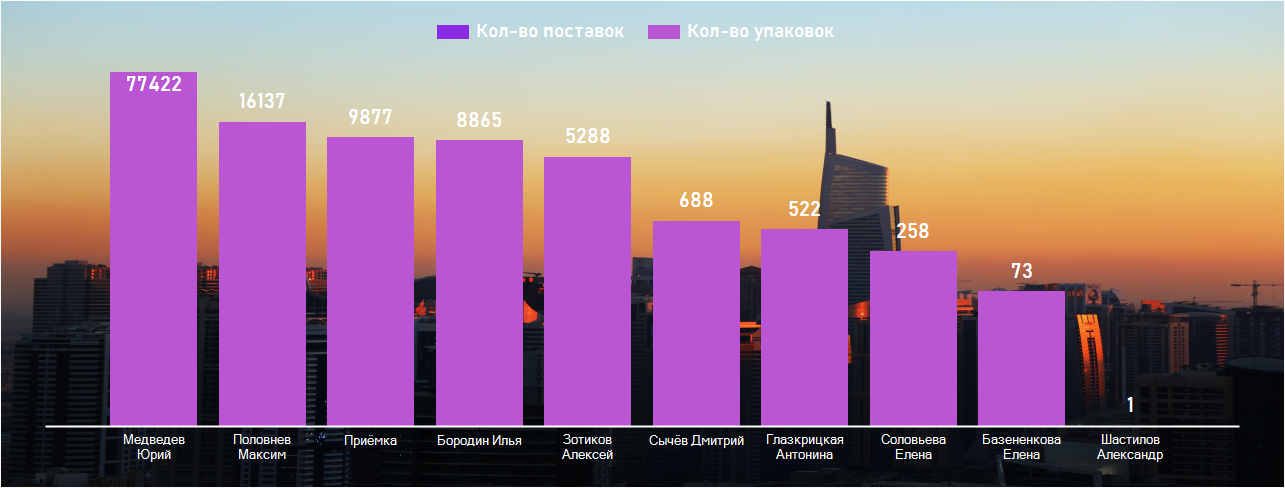 Кол-во поставок Кол-во упаковок
77422
16137
9877
8865
5288
688
522
258
73
1
Медведев
Юрий
Половнев
Максим
Приёмка
Бородин Илья
Зотиков
Алексей
Сычёв Дмитрий
Глазкрицкая
Антонина
Соловьева
Елена
Базененкова
Елена
Шастилов
Александр